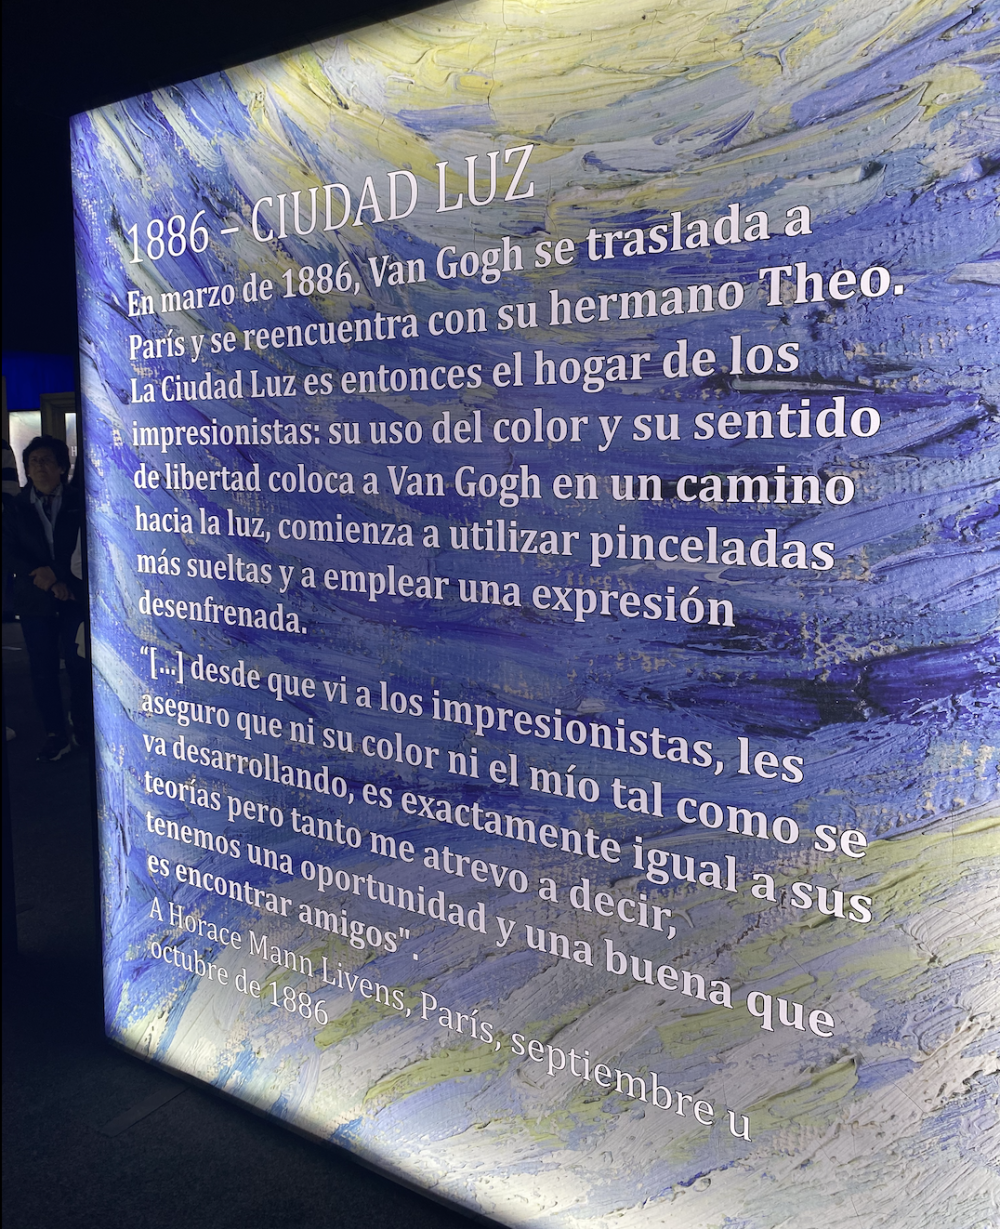 1886 – CIUDAD LUZ
En marzo de 1886, Van Gogh se traslada a
París y se reencuentra con su hermano Theo.
La Ciudad Luz es entonces el hogar de los
impresionistas: su uso del color y su sentido
de libertad coloca a Van Gogh en un camino
hacia la luz, comienza a utilizar pinceladas
más sueltas y a emplear una expresión
desenfrenada.
“[...] desde que vi a los impresionistas, les
aseguro que ni su color ni el mío tal como se
va desarrollando, es exactamente igual a sus
teorías pero tanto me atrevo a decir,
tenemos una oportunidad y una buena que
es encontrar amigos".
A Horace Mann Livens, París, septiembre u
octubre de 1886